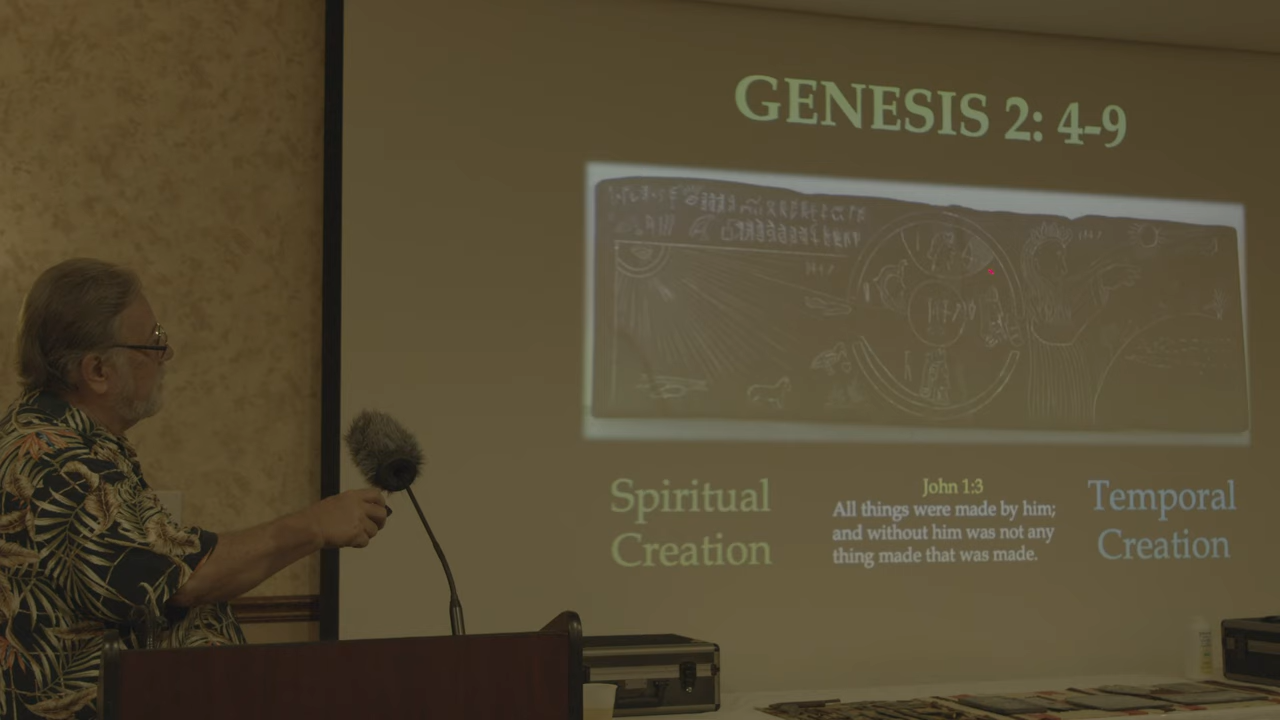 GENESIS 2: 4-9
Spiritual
Creation
John 1:3
All things were made by him;
and without him was not any
thing made that was made.
Temporal
Creation